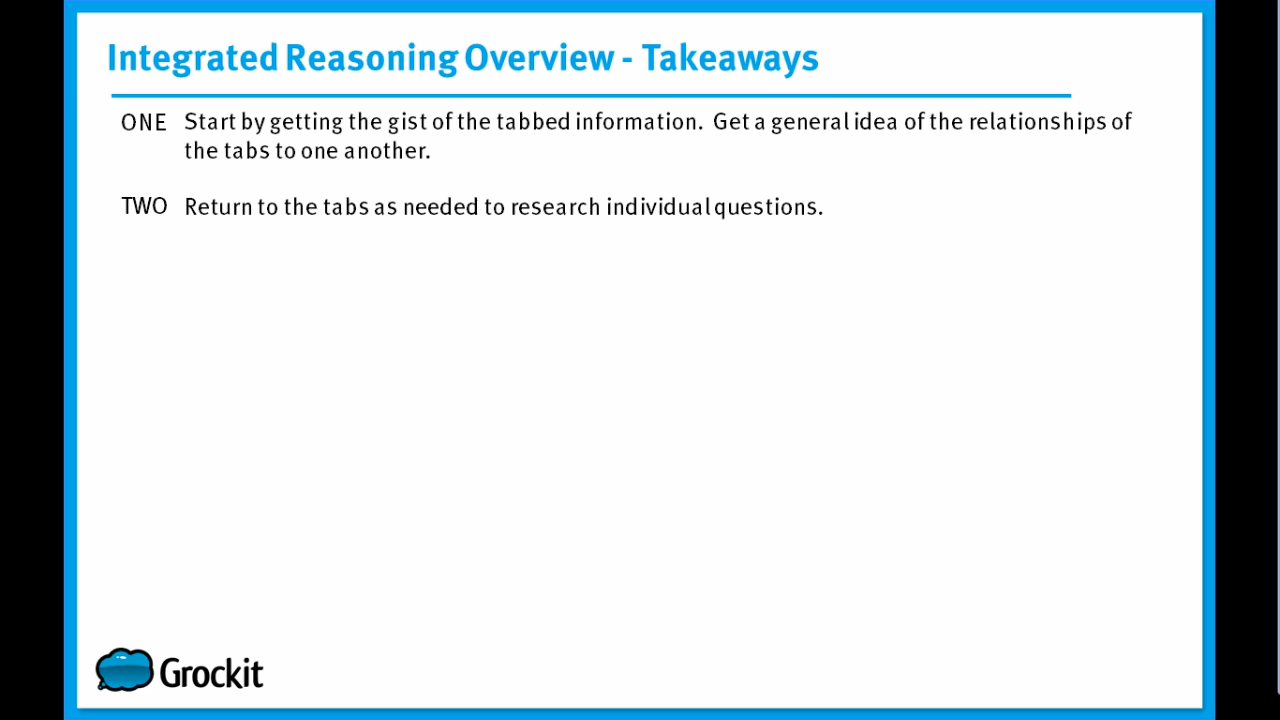 Integrated Reasoning Overview - Takeaways
ONE Start by getting the gist of the tabbed information. Get a general idea of the relationships of
the tabs to one another.
TWO Return to the tabs as needed to research individual questions.
Grockit